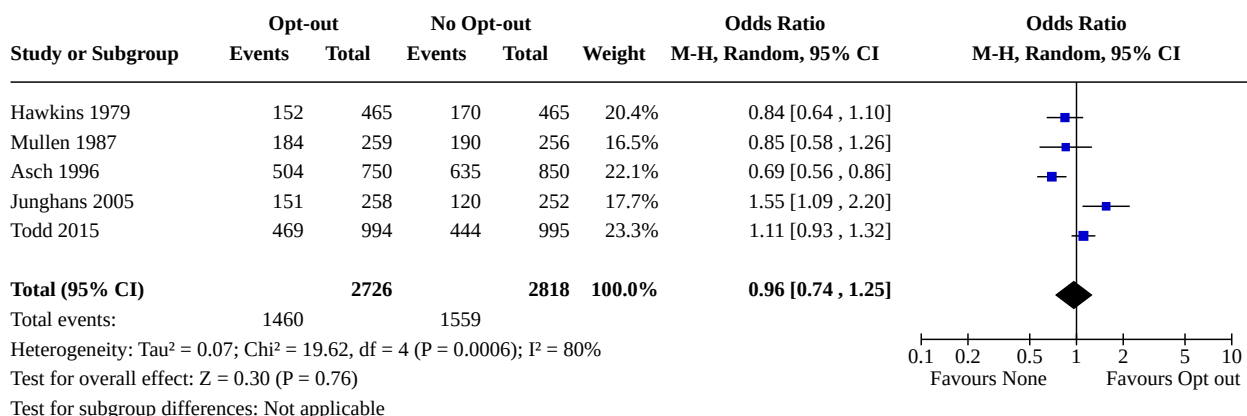 Opt-out No Opt-out Odds Ratio Odds Ratio
Study or Subgroup Events Total Events Total Weight M-H, Random, 95% CI M-H, Random, 95% CI
Hawkins 1979 152 465 170 465 20.4% 0.84 [0.64 , 1.10]
Mullen 1987 184 259 190 256 16.5% 0.85 [0.58 , 1.26]
Asch 1996 504 750 635 850 22.1% 0.69 [0.56 , 0.86]
Junghans 2005 151 258 120 252 17.7% 1.55 [1.09 , 2.20]
Todd 2015 469 994 444 995 23.3% 1.11 [0.93 , 1.32]
Total (95% CI) 2726 2818 100.0% 0.96 [0.74 , 1.25]
Total events: 1460 1559
Heterogeneity: Tau² = 0.07; Chi² = 19.62, df = 4 (P = 0.0006); I² = 80%
0.1 0.2 0.5 1 2 5 10
Test for overall effect: Z = 0.30 (P = 0.76) Favours None Favours Opt out
Test for subgroup differences: Not applicable